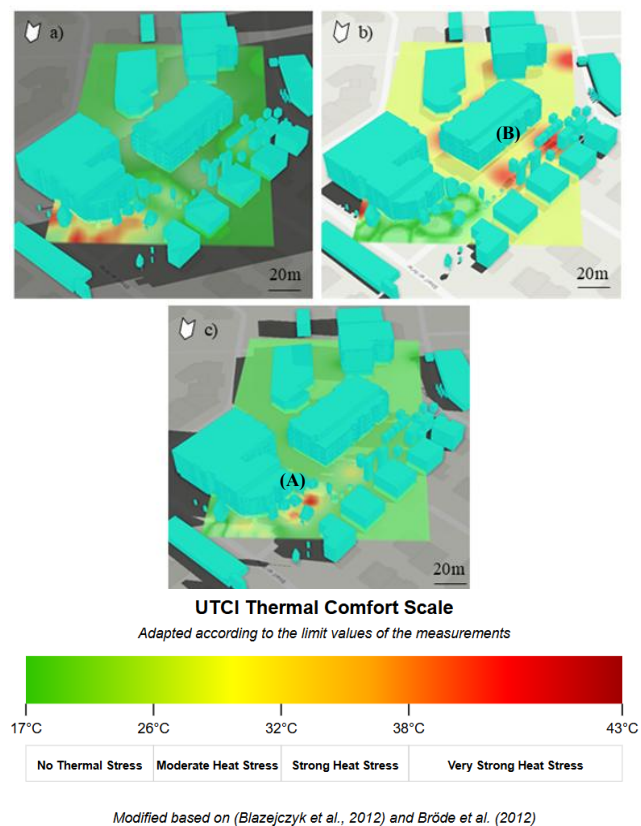 a)
b)
(B)
20m
20m
c)
(A)
20m
UTCI Thermal Comfort Scale
Adapted according to the limit values of the measurements
17°C 26°C 32°C 38°C 43°C
No Thermal Stress Moderate Heat Stress Strong Heat Stress Very Strong Heat Stress
Modified based on (Blazejczyk et al., 2012) and Bröde et al. (2012)